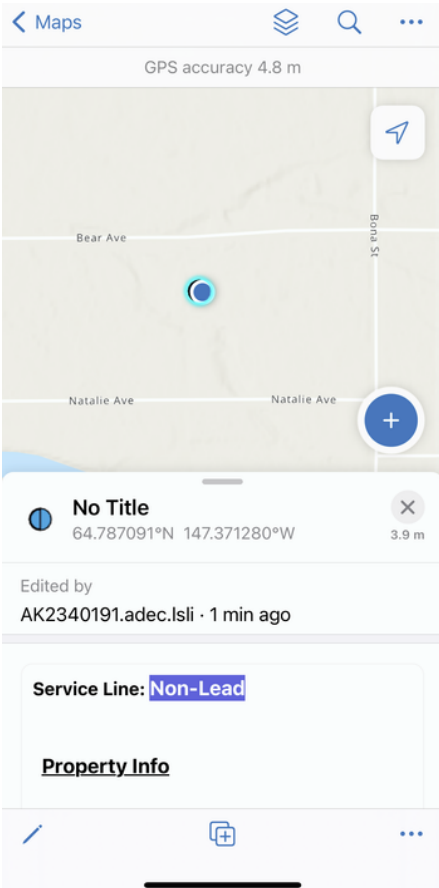 Maps
GPS accuracy 4.8 m
Bona St
Bear Ave
Natalie Ave
Natalie Ave
No Title
64.787091°N 147.371280°W
3.9 m
Edited by
AK2340191.adec.lsli · 1 min ago
Service Line: Non-Lead
Property Info